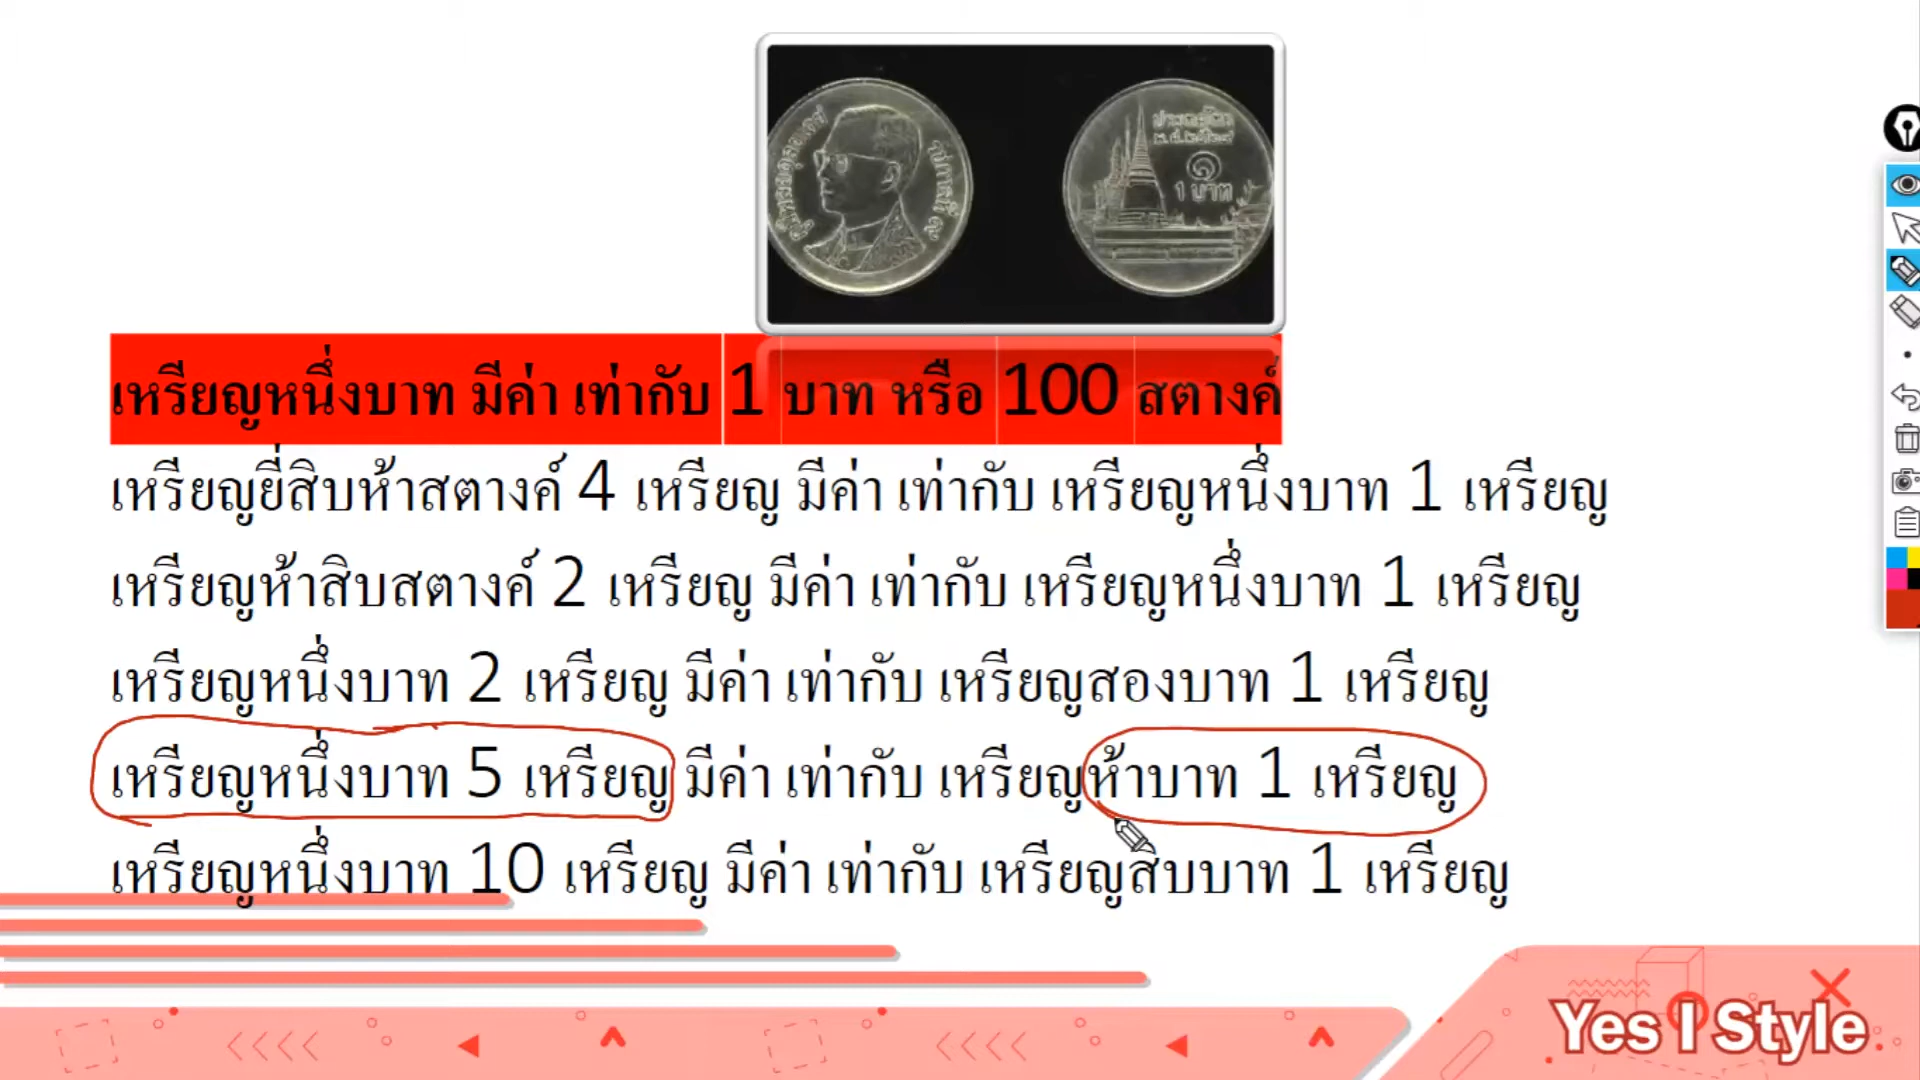 ประเทศไทย
๑
1 บาท
เหรียญหนึ่งบาท มีค่า เท่ากับ 1 บาท หรือ 100 สตางค์
เหรียญยี่สิบห้าสตางค์ 4 เหรียญ มีค่า เท่ากับ เหรียญหนึ่งบาท 1 เหรียญ
เหรียญห้าสิบสตางค์ 2 เหรียญ มีค่า เท่ากับ เหรียญหนึ่งบาท 1 เหรียญ
เหรียญหนึ่งบาท 2 เหรียญ มีค่า เท่ากับ เหรียญสองบาท 1 เหรียญ
เหรียญหนึ่งบาท 5 เหรียญ มีค่า เท่ากับ เหรียญห้าบาท 1 เหรียญ
เหรียญหนึ่งบาท 10 เหรียญ มีค่า เท่ากับ เหรียญสิบบาท 1 เหรียญ
Yes I Style